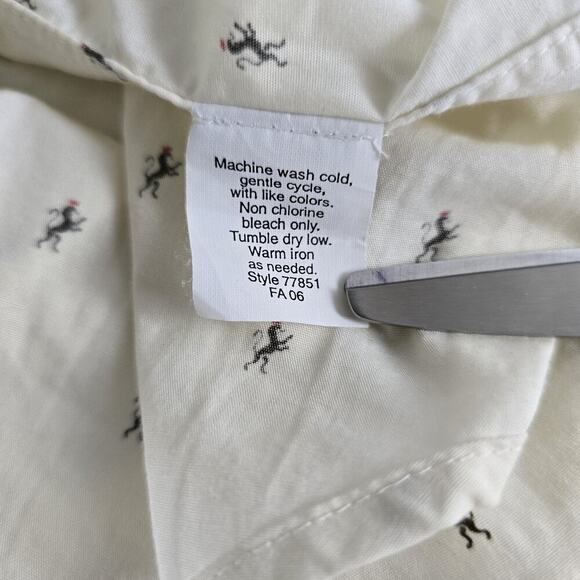 Machine wash cold,
gentle cycle,
with like colors.
Non chlorine
bleach only.
Tumble dry low.
Warm iron
as needed.
Style 77851
FA 06